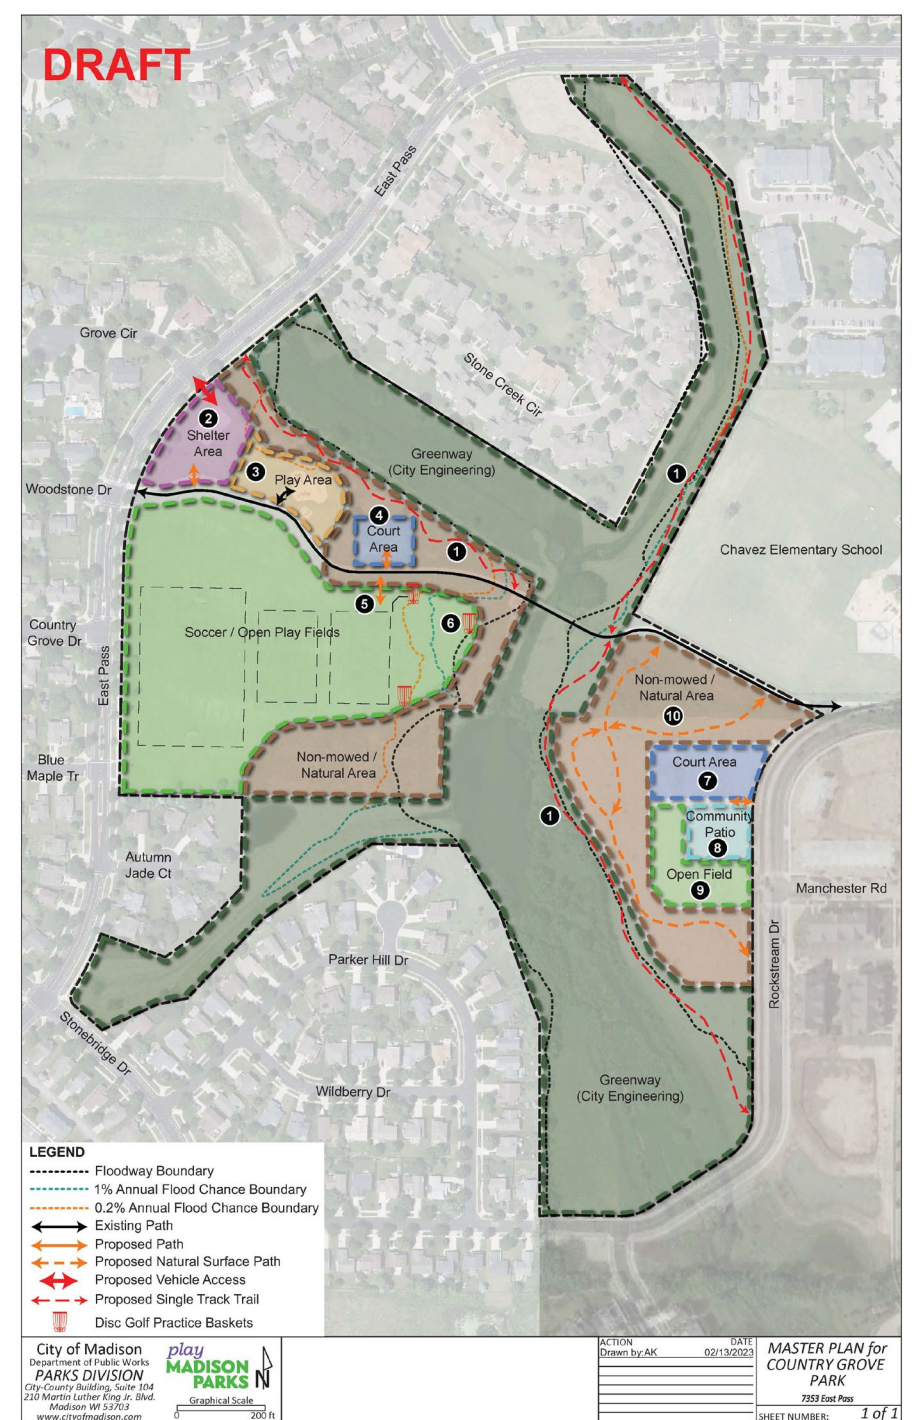 DRAFT
East Pass
Grove Cir
Stone Creek Cir
2
Shelter
Area
Greenway
(City Engineering)
3
Play Area
1
Woodstone Dr
4
Court
Area
1
Chavez Elementary School
5
6
Country
Grove Dr
Soccer / Open Play Fields
East Pass
Non-mowed /
Natural Area
10
Blue
Maple Tr
Non-mowed /
Natural Area
Court Area
7
1
Community
Patio
8
Autumn
Jade Ct
Open Field
9
Manchester Rd
Parker Hill Dr
Rockstream Dr
Stonebridge Dr
Wildberry Dr
Greenway
(City Engineering)
LEGEND
Floodway Boundary
1% Annual Flood Chance Boundary
0.2% Annual Flood Chance Boundary
Existing Path
Proposed Path
Proposed Natural Surface Path
Proposed Vehicle Access
Proposed Single Track Trail
Disc Golf Practice Baskets
City of Madison
Department of Public Works
PARKS DIVISION
City-County Building, Suite 104
210 Martin Luther King Jr. Blvd.
Madison WI 53703
www.cityofmadison.com
play
MADISON
PARKS
N
Graphical Scale
0 200 ft
ACTION DATE
Drawn by:AK 02/13/2023
MASTER PLAN for
COUNTRY GROVE
PARK
7353 East Pass
SHEET NUMBER: 1 of 1